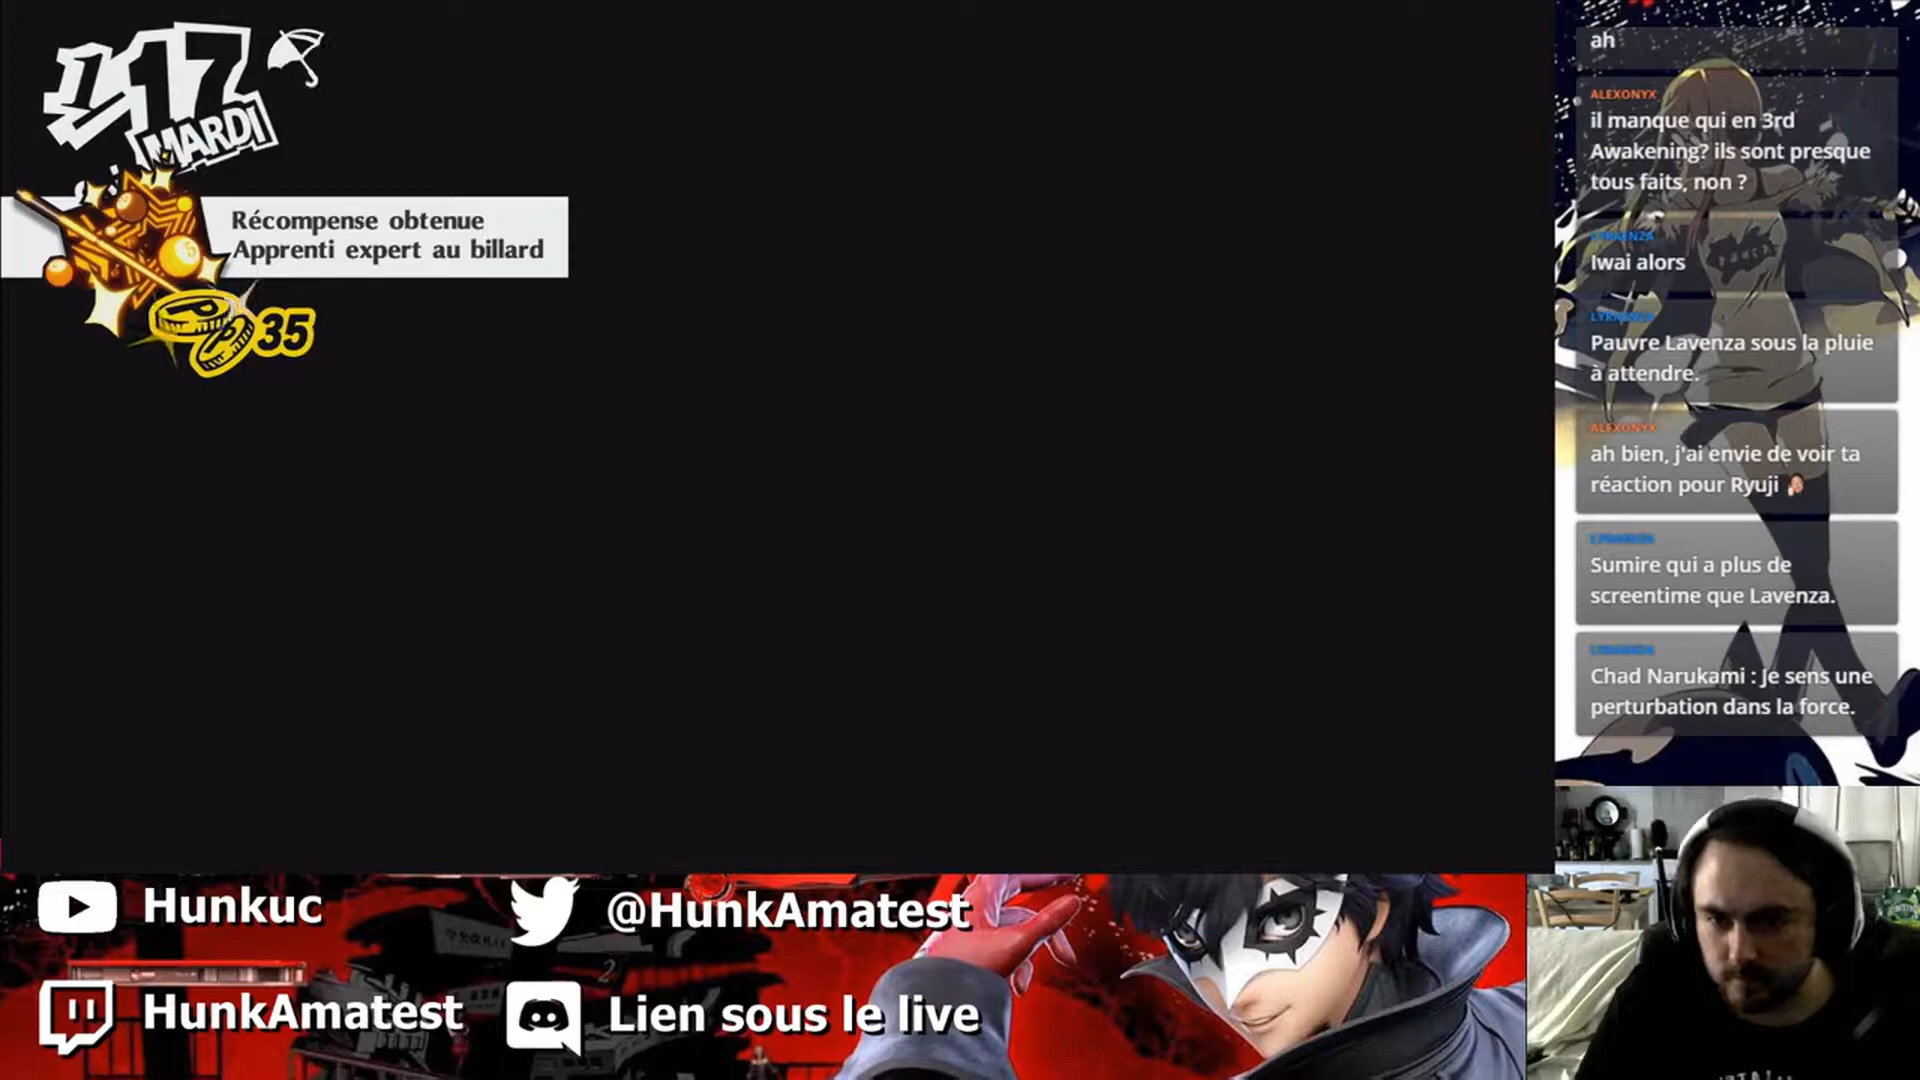 1/17
MARDI
Récompense obtenue
Apprenti expert au billard
35
ah
ALEXONYX
il manque qui en 3rd
Awakening? ils sont presque
tous faits, non ?
Iwai alors
Pauvre Lavenza sous la pluie
à attendre.
ALEXONYX
ah bien, j'ai envie de voir ta
réaction pour Ryuji
Sumire qui a plus de
screentime que Lavenza.
Chad Narukami : Je sens une
perturbation dans la force.
Hunkuc
@HunkAmatest
HunkAmatest
Lien sous le live